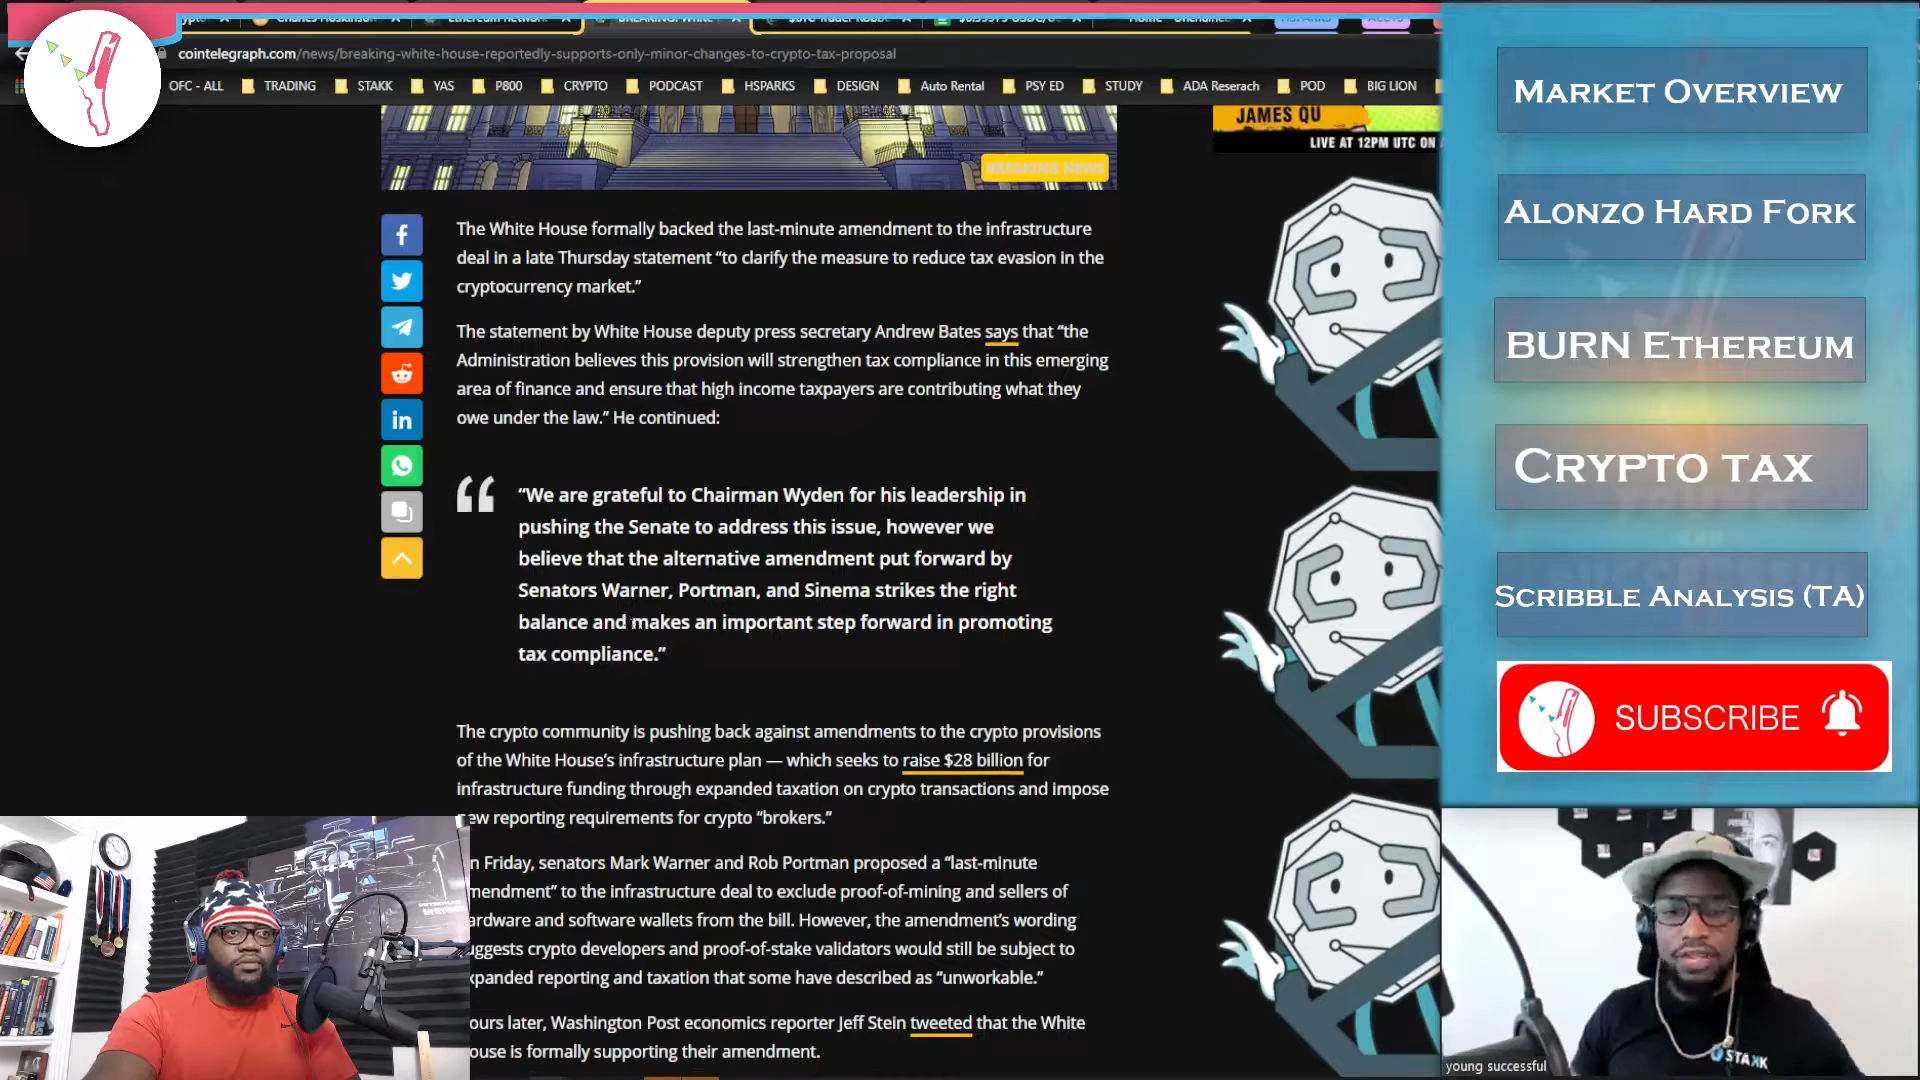 cointelegraph.com/news/breaking-white-house-reportedly-supports-only-minor-changes-to-crypto-tax-proposal
OFC - ALL TRADING STAKK YAS P800 CRYPTO PODCAST HSPARKS DESIGN Auto Rental PSY ED STUDY ADA Reserach POD BIG LION
JAMES QU
LIVE AT 12PM UTC ON
BREAKING NEWS
The White House formally backed the last-minute amendment to the infrastructure
deal in a late Thursday statement “to clarify the measure to reduce tax evasion in the
cryptocurrency market.”
The statement by White House deputy press secretary Andrew Bates says that “the
Administration believes this provision will strengthen tax compliance in this emerging
area of finance and ensure that high income taxpayers are contributing what they
owe under the law.” He continued:
“We are grateful to Chairman Wyden for his leadership in
pushing the Senate to address this issue, however we
believe that the alternative amendment put forward by
Senators Warner, Portman, and Sinema strikes the right
balance and makes an important step forward in promoting
tax compliance.”
The crypto community is pushing back against amendments to the crypto provisions
of the White House’s infrastructure plan — which seeks to raise $28 billion for
infrastructure funding through expanded taxation on crypto transactions and impose
ew reporting requirements for crypto “brokers.”
n Friday, senators Mark Warner and Rob Portman proposed a “last-minute
mendment” to the infrastructure deal to exclude proof-of-mining and sellers of
ardware and software wallets from the bill. However, the amendment’s wording
uggests crypto developers and proof-of-stake validators would still be subject to
xpanded reporting and taxation that some have described as “unworkable.”
ours later, Washington Post economics reporter Jeff Stein tweeted that the White
ouse is formally supporting their amendment.
Market Overview
Alonzo Hard Fork
BURN Ethereum
Crypto tax
Scribble Analysis (TA)
SUBSCRIBE
STAKK
young successful